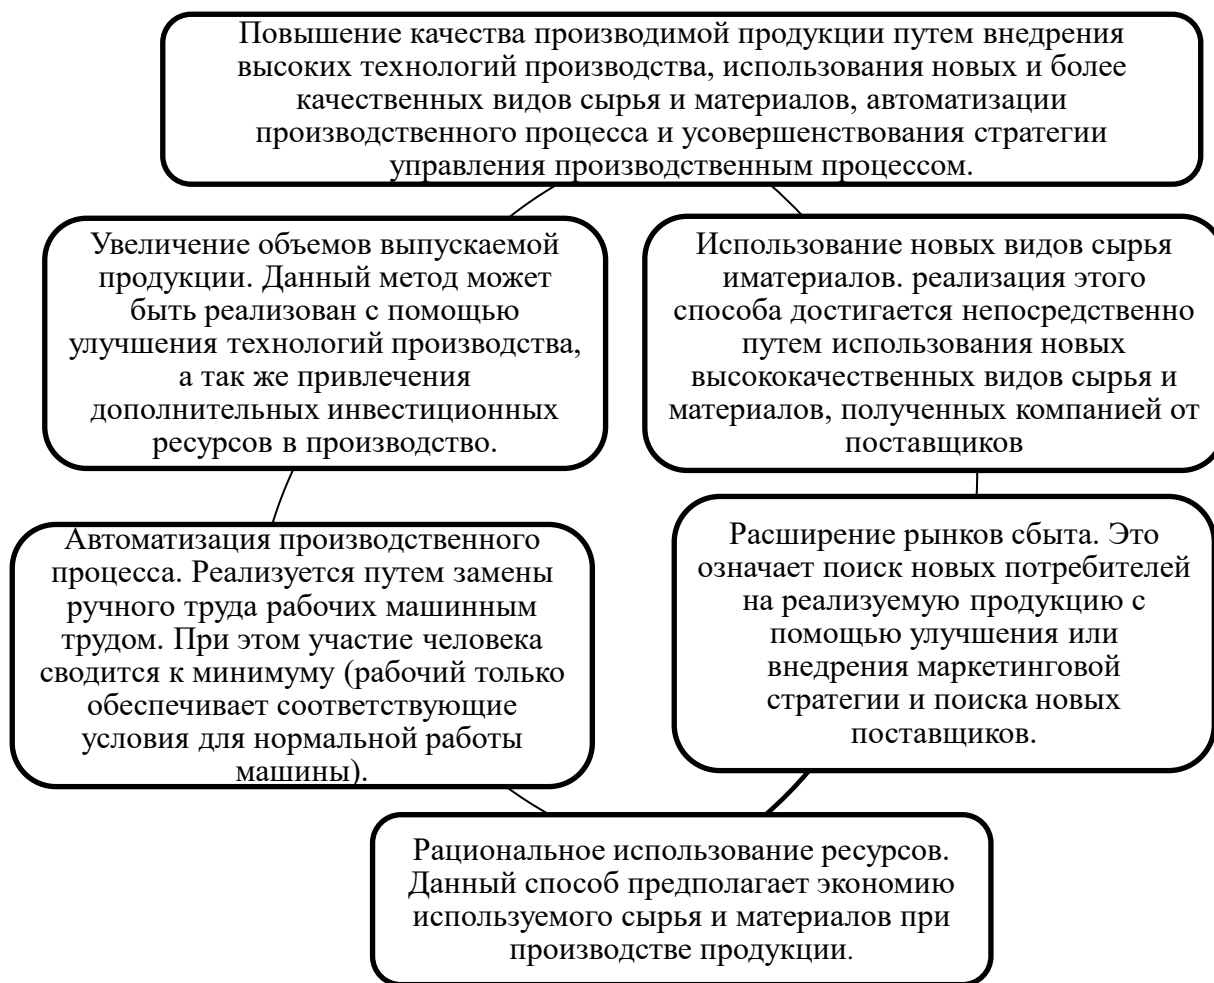 Повышение качества производимой продукции путем внедрения
высоких технологий производства, использования новых и более
качественных видов сырья и материалов, автоматизации
производственного процесса и усовершенствования стратегии
управления производственным процессом.
Увеличение объемов выпускаемой
продукции. Данный метод может
быть реализован с помощью
улучшения технологий производства,
а так же привлечения
дополнительных инвестиционных
ресурсов в производство.
Использование новых видов сырья
иматериалов. реализация этого
способа достигается непосредственно
путем использования новых
высококачественных видов сырья и
материалов, полученных компанией от
поставщиков
Автоматизация производственного
процесса. Реализуется путем замены
ручного труда рабочих машинным
трудом. При этом участие человека
сводится к минимуму (рабочий только
обеспечивает соответствующие
условия для нормальной работы
машины).
Расширение рынков сбыта. Это
означает поиск новых потребителей
на реализуемую продукцию с
помощью улучшения или
внедрения маркетинговой
стратегии и поиска новых
поставщиков.
Рациональное использование ресурсов.
Данный способ предполагает экономию
используемого сырья и материалов при
производстве продукции.